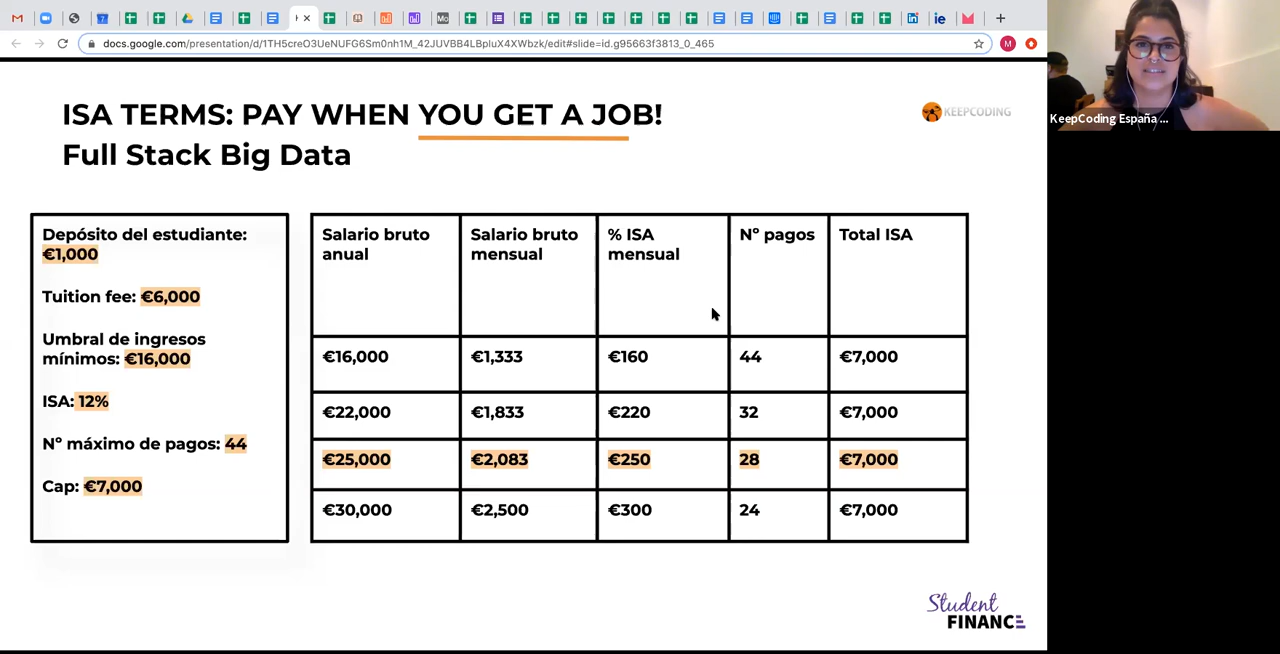 docs.google.com/presentation/d/1TH5creO3UeNUFG6Sm0nh1M_42JUVBB4LBpIuX4XWbzk/edit#slide=id.g95663f3813_0_465
M
ISA TERMS: PAY WHEN YOU GET A JOB!
Full Stack Big Data
KEEPCODING
KeepCoding España ...
Depósito del estudiante:
€1,000
Tuition fee: €6,000
Umbral de ingresos
mínimos: €16,000
ISA: 12%
Nº máximo de pagos: 44
Cap: €7,000
Salario bruto anual
Salario bruto mensual
% ISA mensual
Nº pagos
Total ISA
€16,000 €1,333 €160 44 €7,000
€22,000 €1,833 €220 32 €7,000
€25,000 €2,083 €250 28 €7,000
€30,000 €2,500 €300 24 €7,000
Student
FINANCE